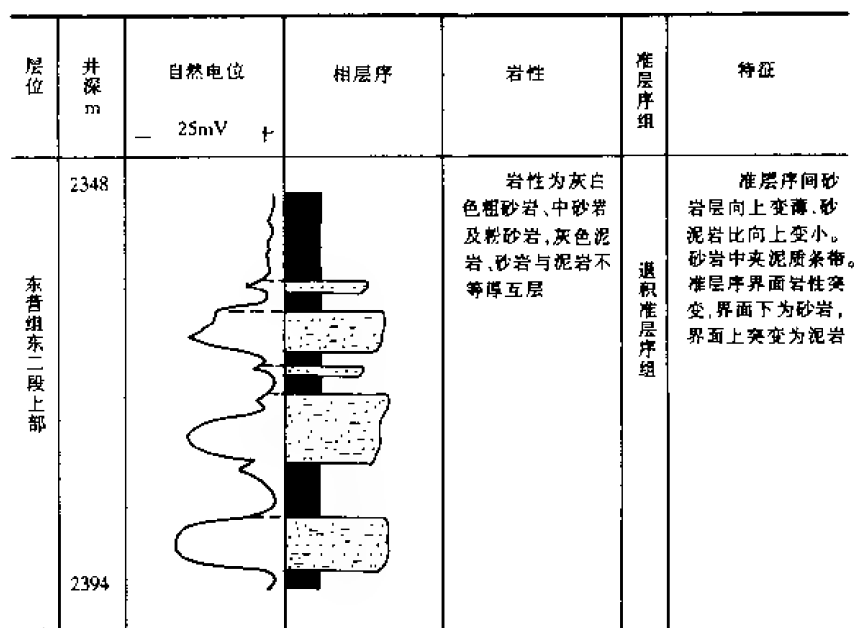 层位
井深m
自然电位
— 25mV +
相层序
岩性
准层序组
特征
2348
2394
东营组东二段上部
岩性为灰白
色粗砂岩、中砂岩
及粉砂岩,灰色泥
岩、砂岩与泥岩不
等厚互层
退积准层序组
准层序间砂
岩层向上变薄、砂
泥岩比向上变小。
砂岩中夹泥质条带。
准层序界面岩性突
变,界面下为砂岩,
界面上突变为泥岩